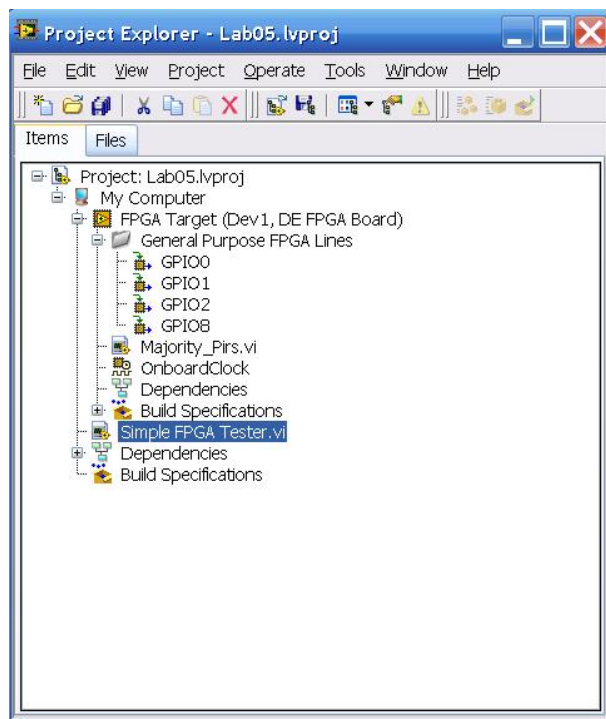 Project Explorer - Lab05.lvproj
File Edit View Project Operate Tools Window Help
Items Files
Project: Lab05.lvproj
My Computer
FPGA Target (Dev1, DE FPGA Board)
General Purpose FPGA Lines
GPIO0
GPIO1
GPIO2
GPIO8
Majority_Pirs.vi
OnboardClock
Dependencies
Build Specifications
Simple FPGA Tester.vi
Dependencies
Build Specifications